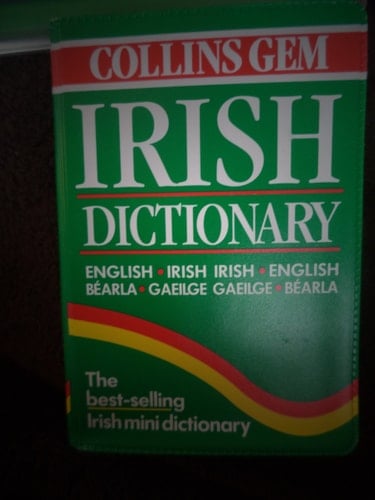 COLLINS GEM
IRISH
DICTIONARY
ENGLISH • IRISH IRISH • ENGLISH
BÉARLA • GAEILGE GAEILGE • BÉARLA
The
best-selling
Irish mini dictionary